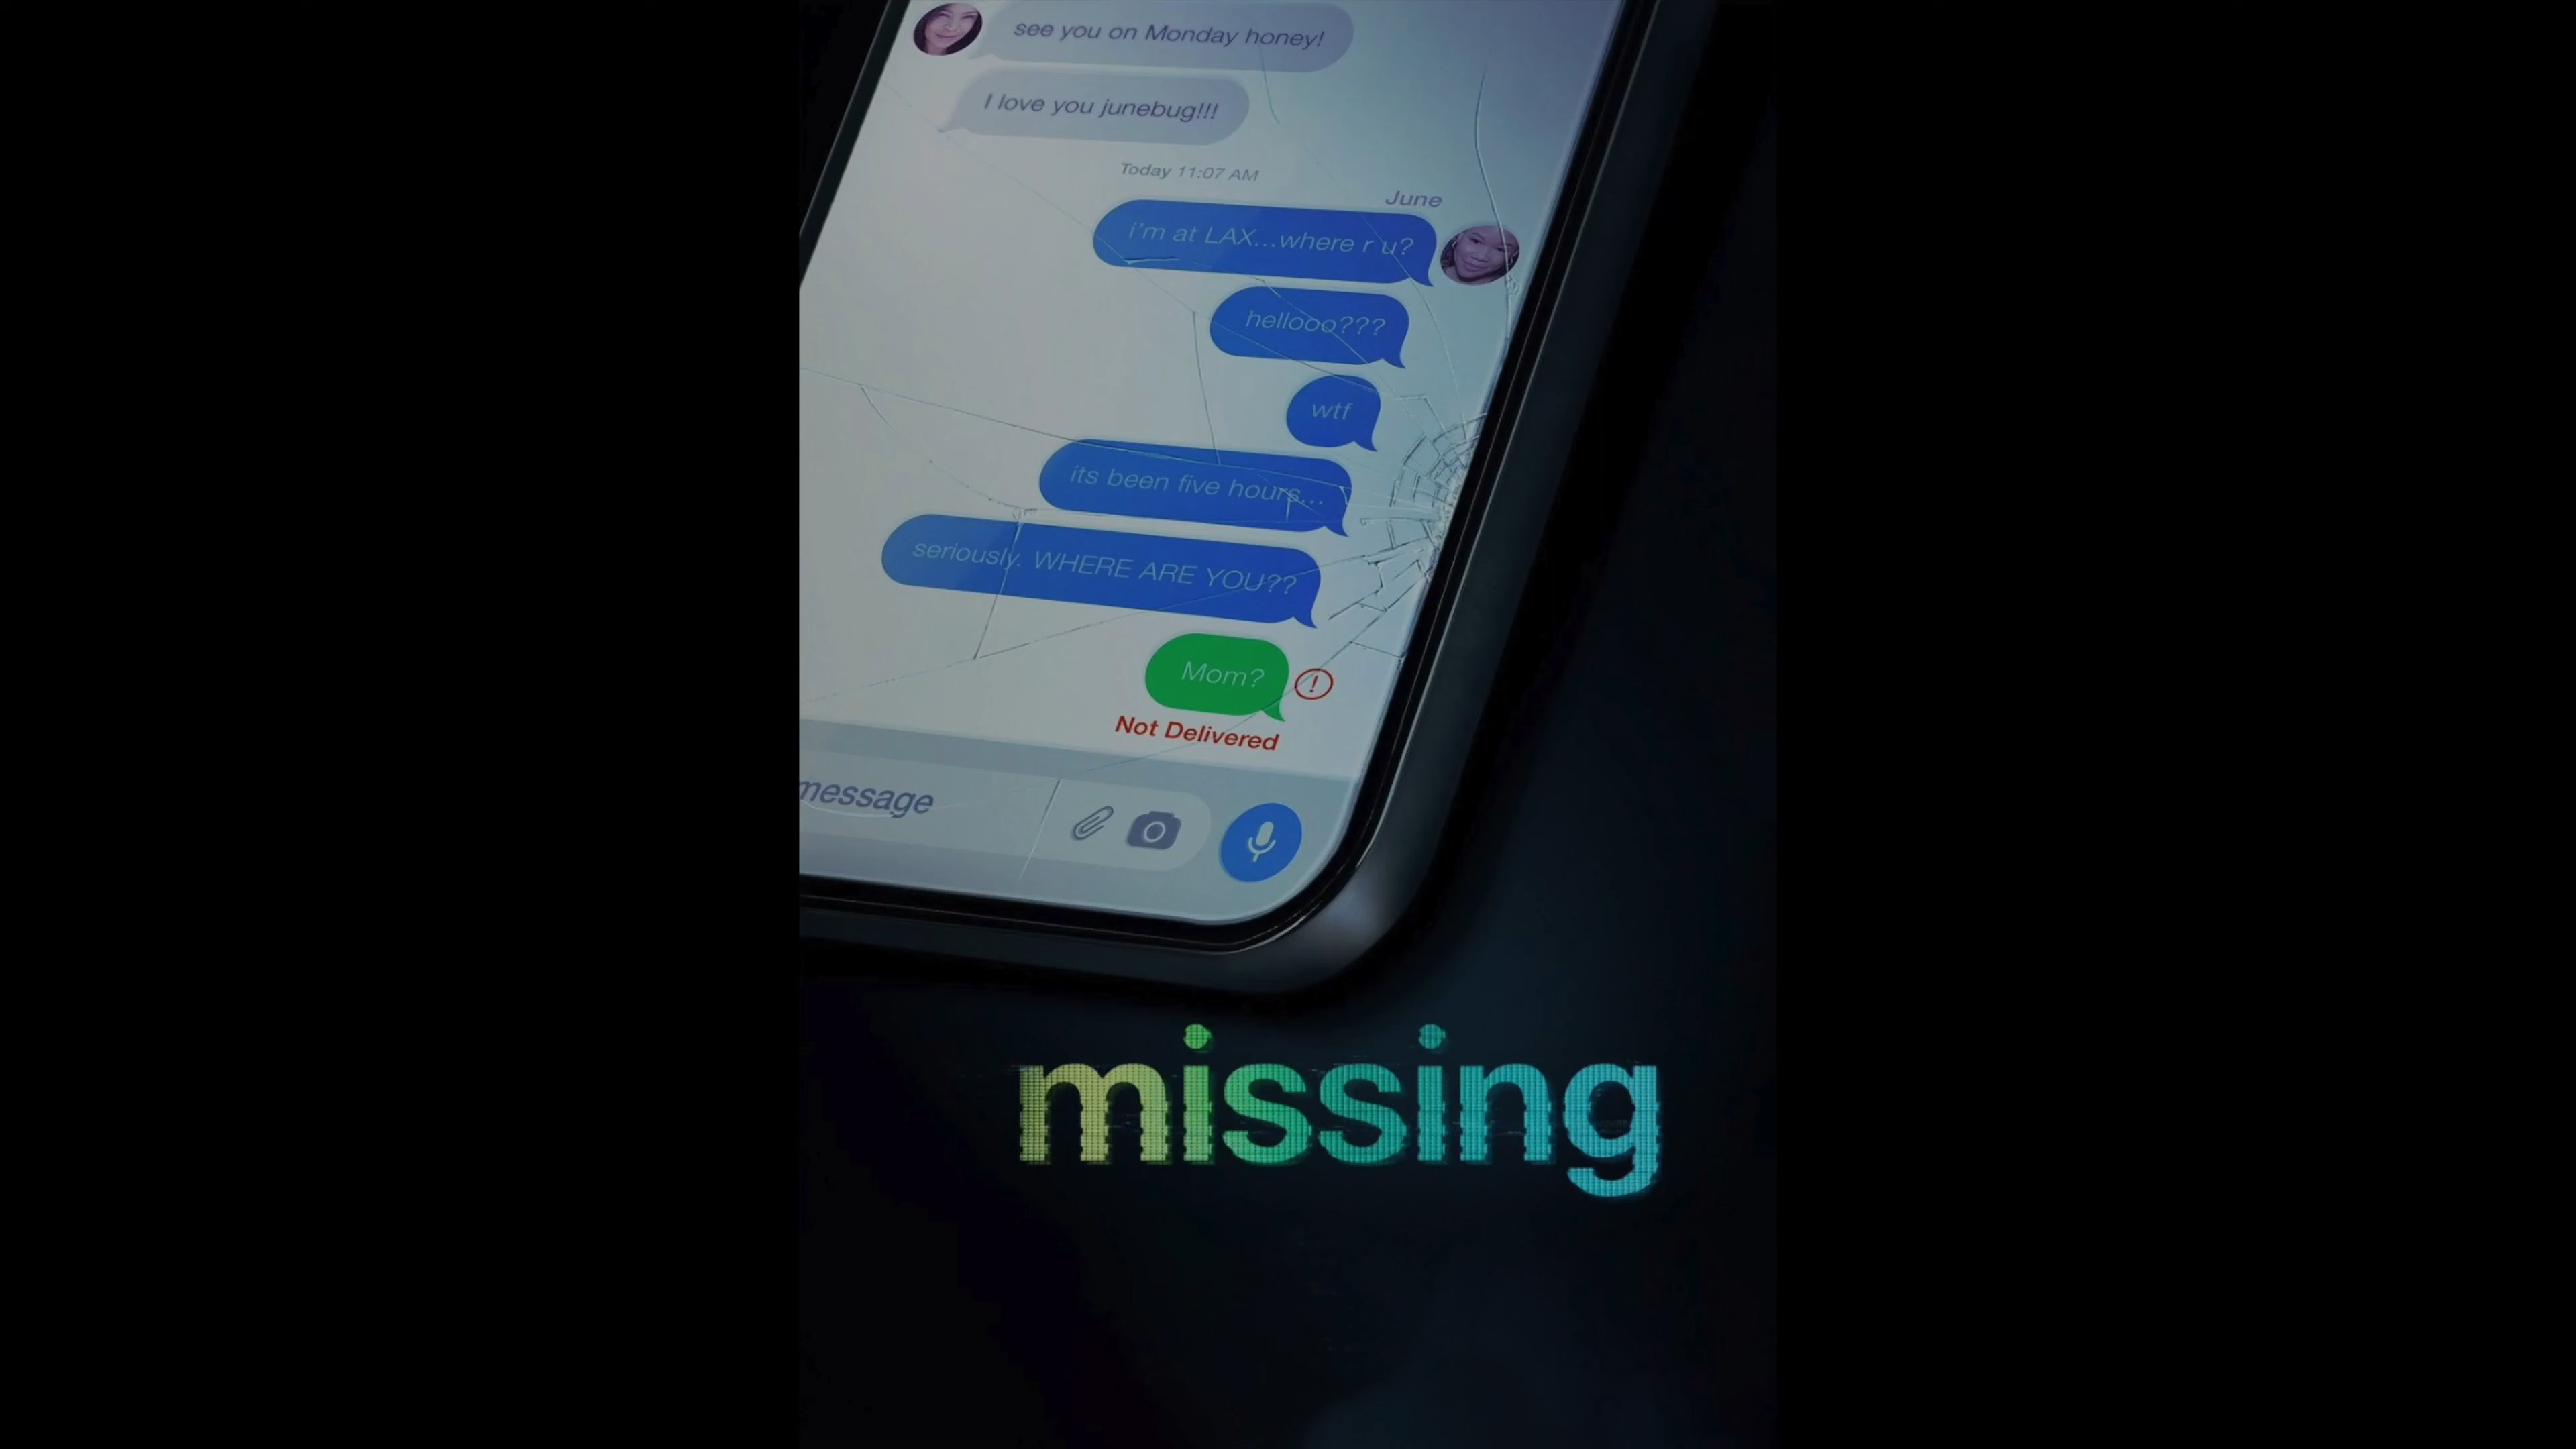 see you on Monday honey!
I love you junebug!!!
Today 11:07 AM
June
i'm at LAX...where r u?
hellooo???
wtf
its been five hours...
seriously. WHERE ARE YOU??
Mom?
Not Delivered
message
missing